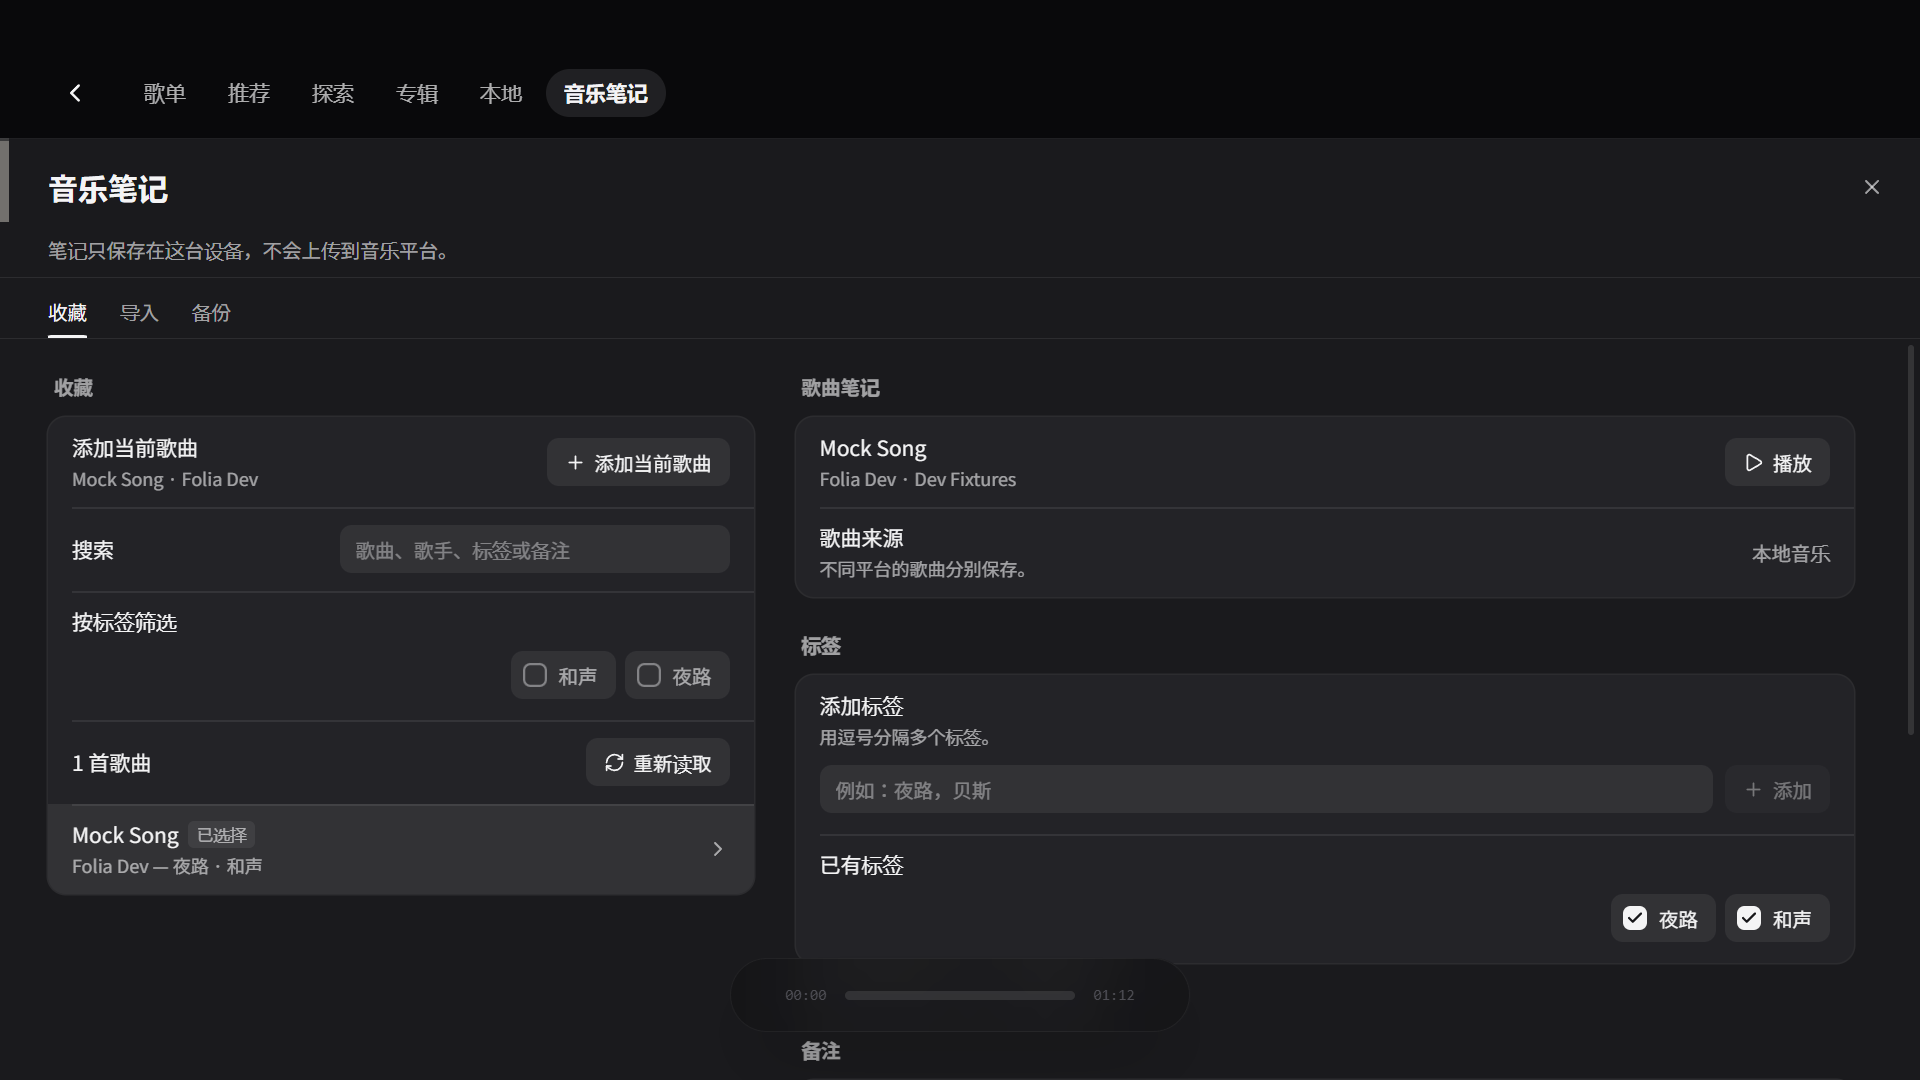 歌单 推荐 探索 专辑 本地 音乐笔记
音乐笔记
笔记只保存在这台设备，不会上传到音乐平台。
收藏 导入 备份
收藏
添加当前歌曲
Mock Song · Folia Dev
添加当前歌曲
搜索
歌曲、歌手、标签或备注
按标签筛选
和声 夜路
1 首歌曲
重新读取
Mock Song 已选择
Folia Dev — 夜路 · 和声
歌曲笔记
Mock Song
Folia Dev · Dev Fixtures
播放
歌曲来源
不同平台的歌曲分别保存。
本地音乐
标签
添加标签
用逗号分隔多个标签。
例如：夜路，贝斯
添加
已有标签
夜路 和声
00:00 01:12
备注